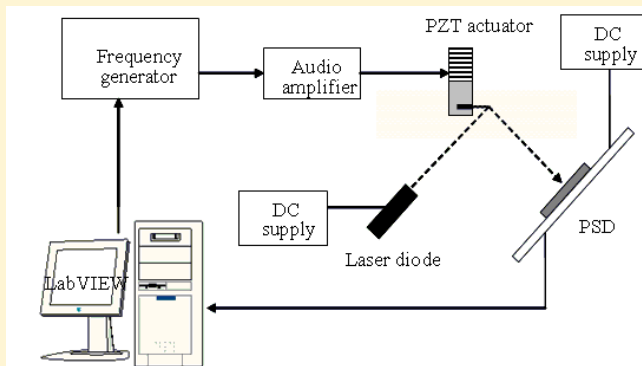 PZT actuator
DC
supply
Frequency
generator
Audio
amplifier
DC
supply
PSD
Laser diode
LabVIEW